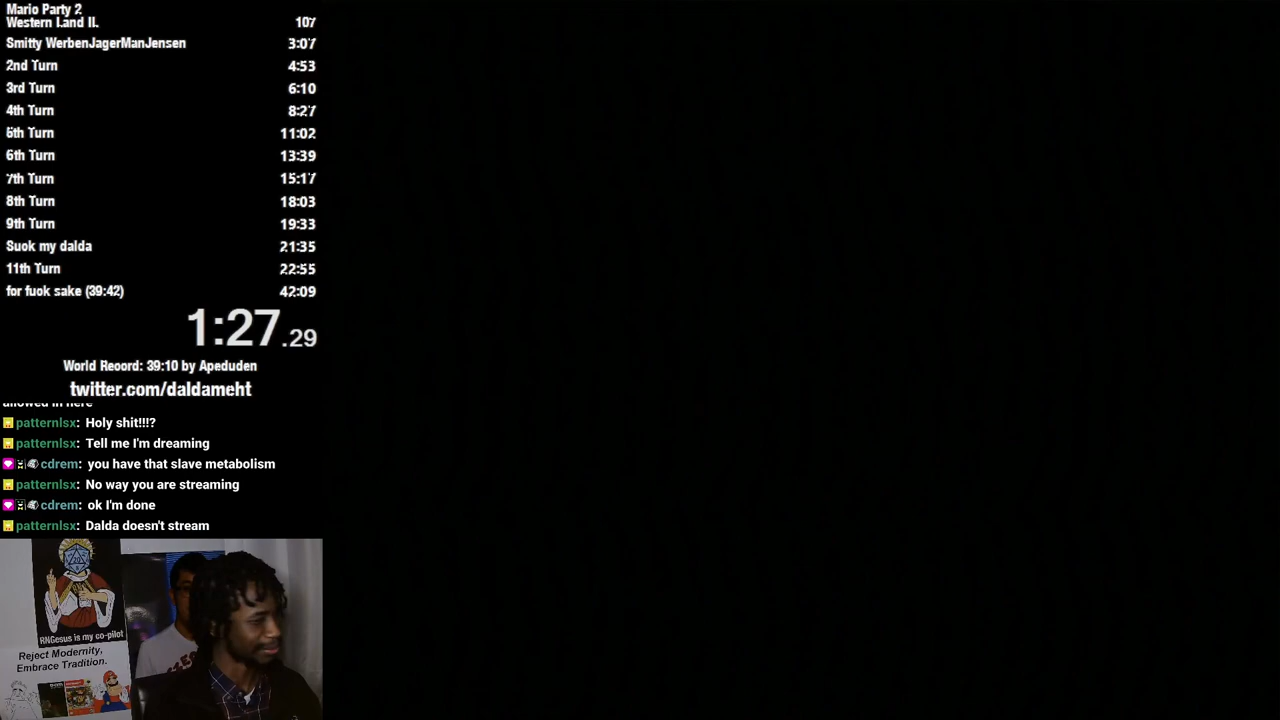 Mario Party 2
Western Land II. 107
Smitty WerbenJagerManJensen 3:07
2nd Turn 4:53
3rd Turn 6:10
4th Turn 8:27
5th Turn 11:02
6th Turn 13:39
7th Turn 15:17
8th Turn 18:03
9th Turn 19:33
Suck my dalda 21:35
11th Turn 22:55
for fuck sake (39:42) 42:09
1:27.29
World Record: 39:10 by Apeduden
twitter.com/daldameht
allowed in here
patternlsx: Holy shit!!!?
patternlsx: Tell me I'm dreaming
cdrem: you have that slave metabolism
patternlsx: No way you are streaming
cdrem: ok I'm done
patternlsx: Dalda doesn't stream
RNGesus is my co-pilot
Reject Modernity,
Embrace Tradition.